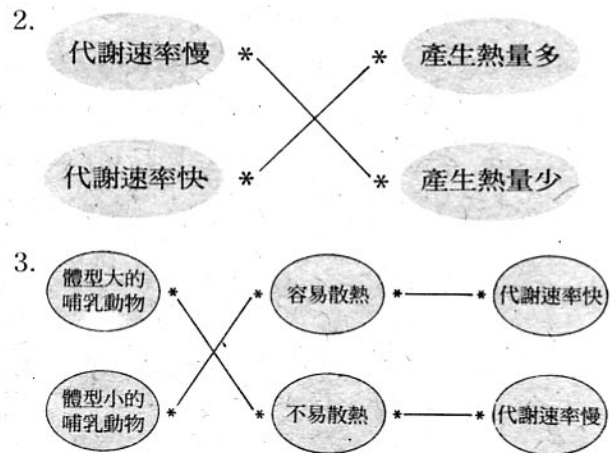 2.
代謝速率慢 * * 產生熱量多
代謝速率快 * * 產生熱量少
3.
體型大的
哺乳動物 * * 容易散熱 * * 代謝速率快
體型小的
哺乳動物 * * 不易散熱 * * 代謝速率慢